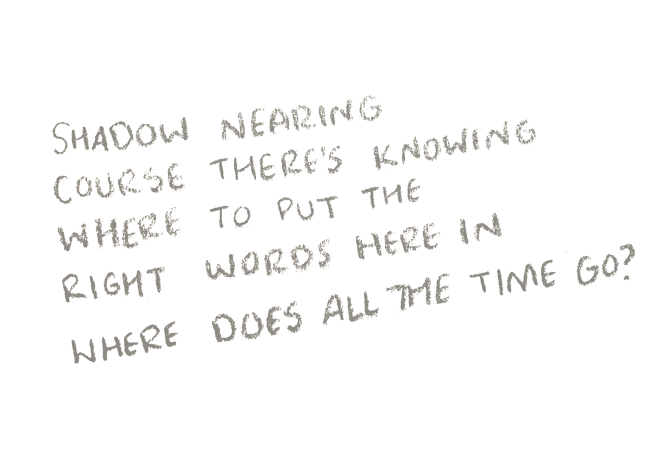 SHADOW NEARING
COURSE THERE'S KNOWING
WHERE TO PUT THE
RIGHT WORDS HERE IN
WHERE DOES ALL THE TIME GO?